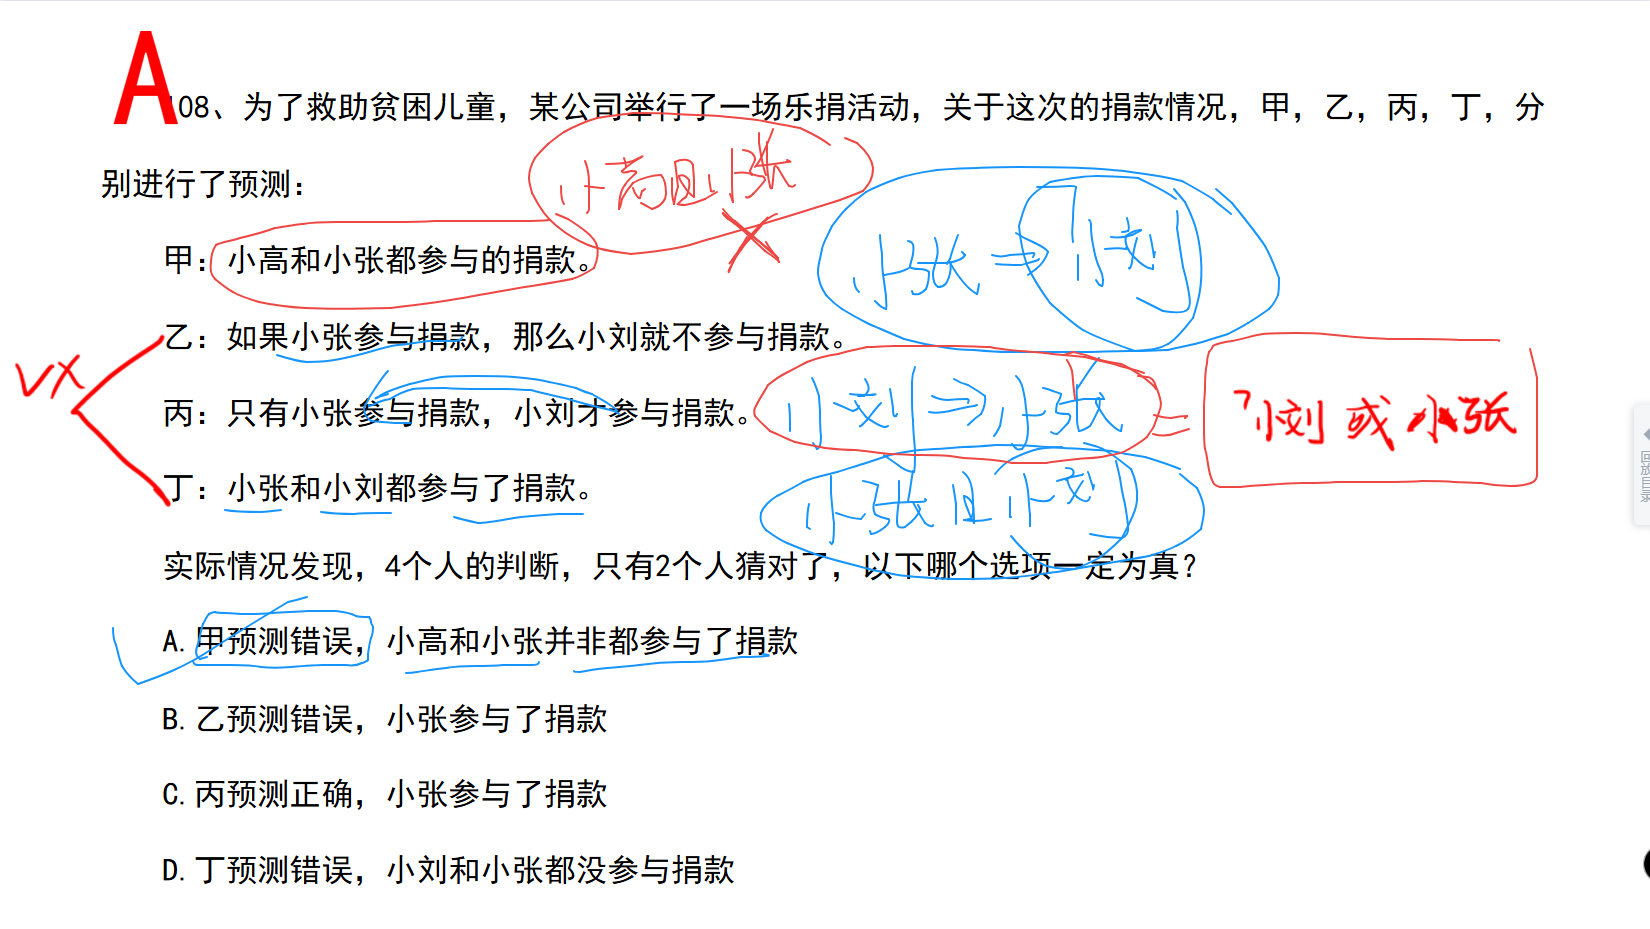 A
108、为了救助贫困儿童，某公司举行了一场乐捐活动，关于这次的捐款情况，甲，乙，丙，丁，分
别进行了预测：
小高且小张
甲：小高和小张都参与的捐款。
小张⇒¬小刘
乙：如果小张参与捐款，那么小刘就不参与捐款。
丙：只有小张参与捐款，小刘才参与捐款。
小刘⇒小张 = ¬小刘 或 小张
丁：小张和小刘都参与了捐款。
小张且小刘
实际情况发现，4个人的判断，只有2个人猜对了，以下哪个选项一定为真？
A.甲预测错误，小高和小张并非都参与了捐款
B.乙预测错误，小张参与了捐款
C.丙预测正确，小张参与了捐款
D.丁预测错误，小刘和小张都没参与捐款
回放目录